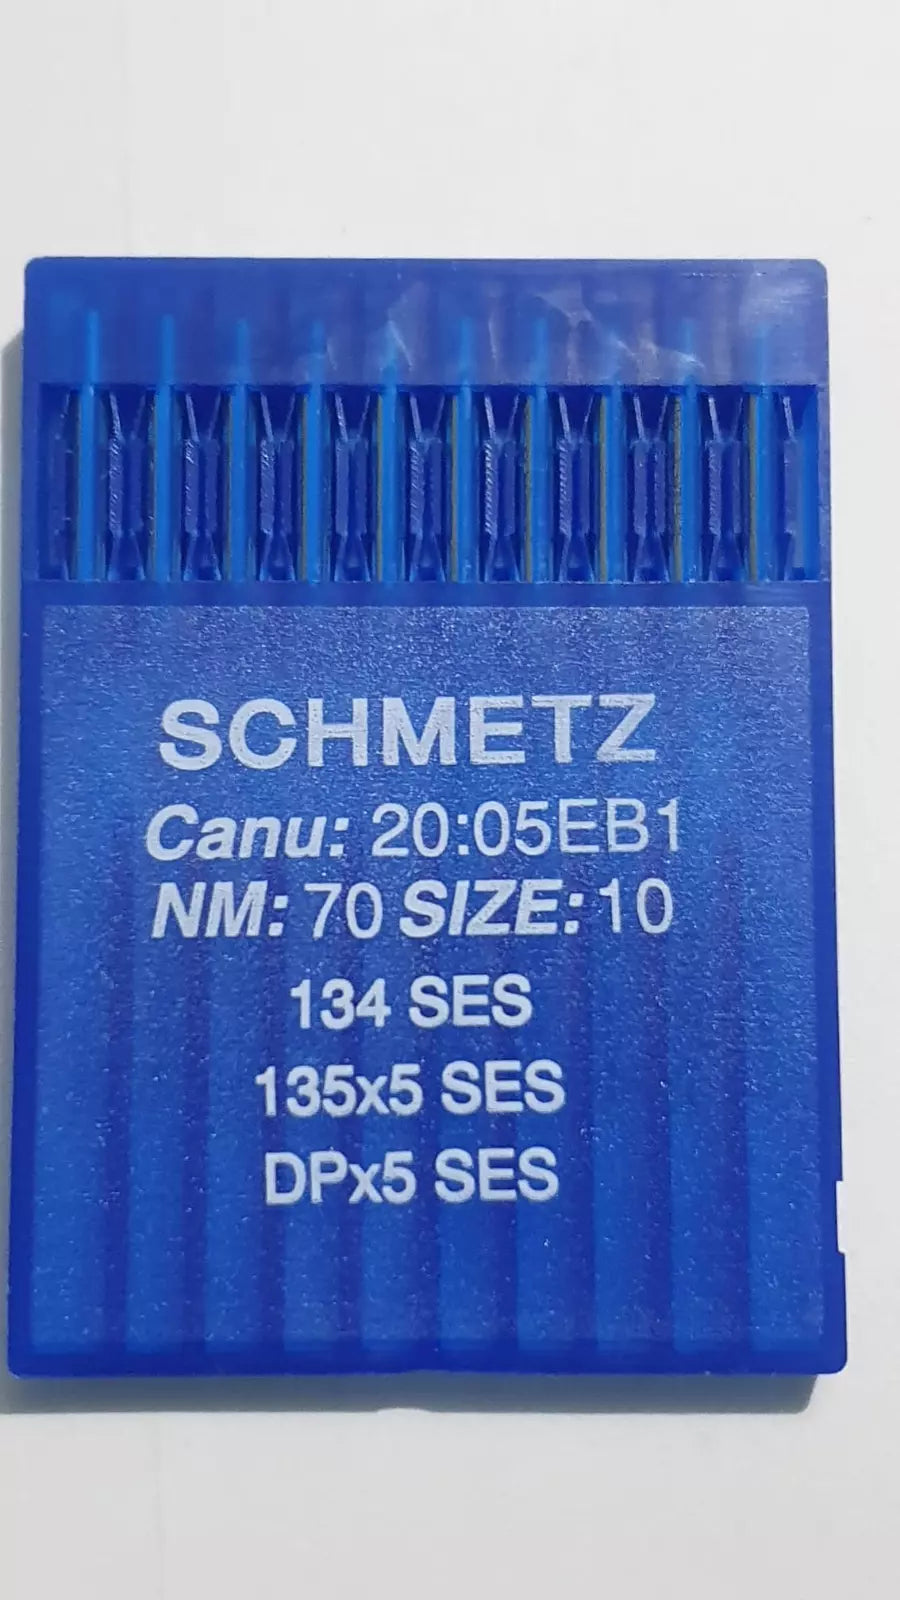 SCHMETZ
Canu: 20:05EB1
NM: 70 SIZE: 10
134 SES
135x5 SES
DPx5 SES